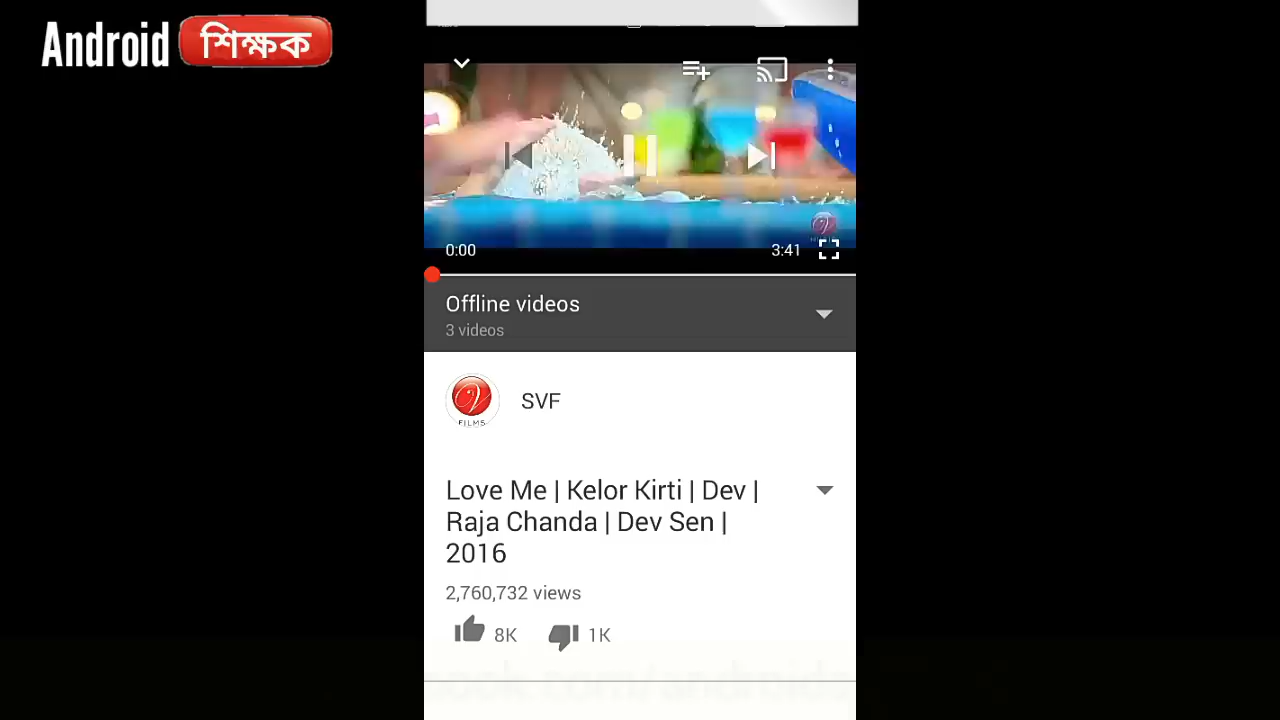 Android শিক্ষক
0:00
3:41
Offline videos
3 videos
FILMS
SVF
Love Me | Kelor Kirti | Dev |
Raja Chanda | Dev Sen |
2016
2,760,732 views
8K
1K